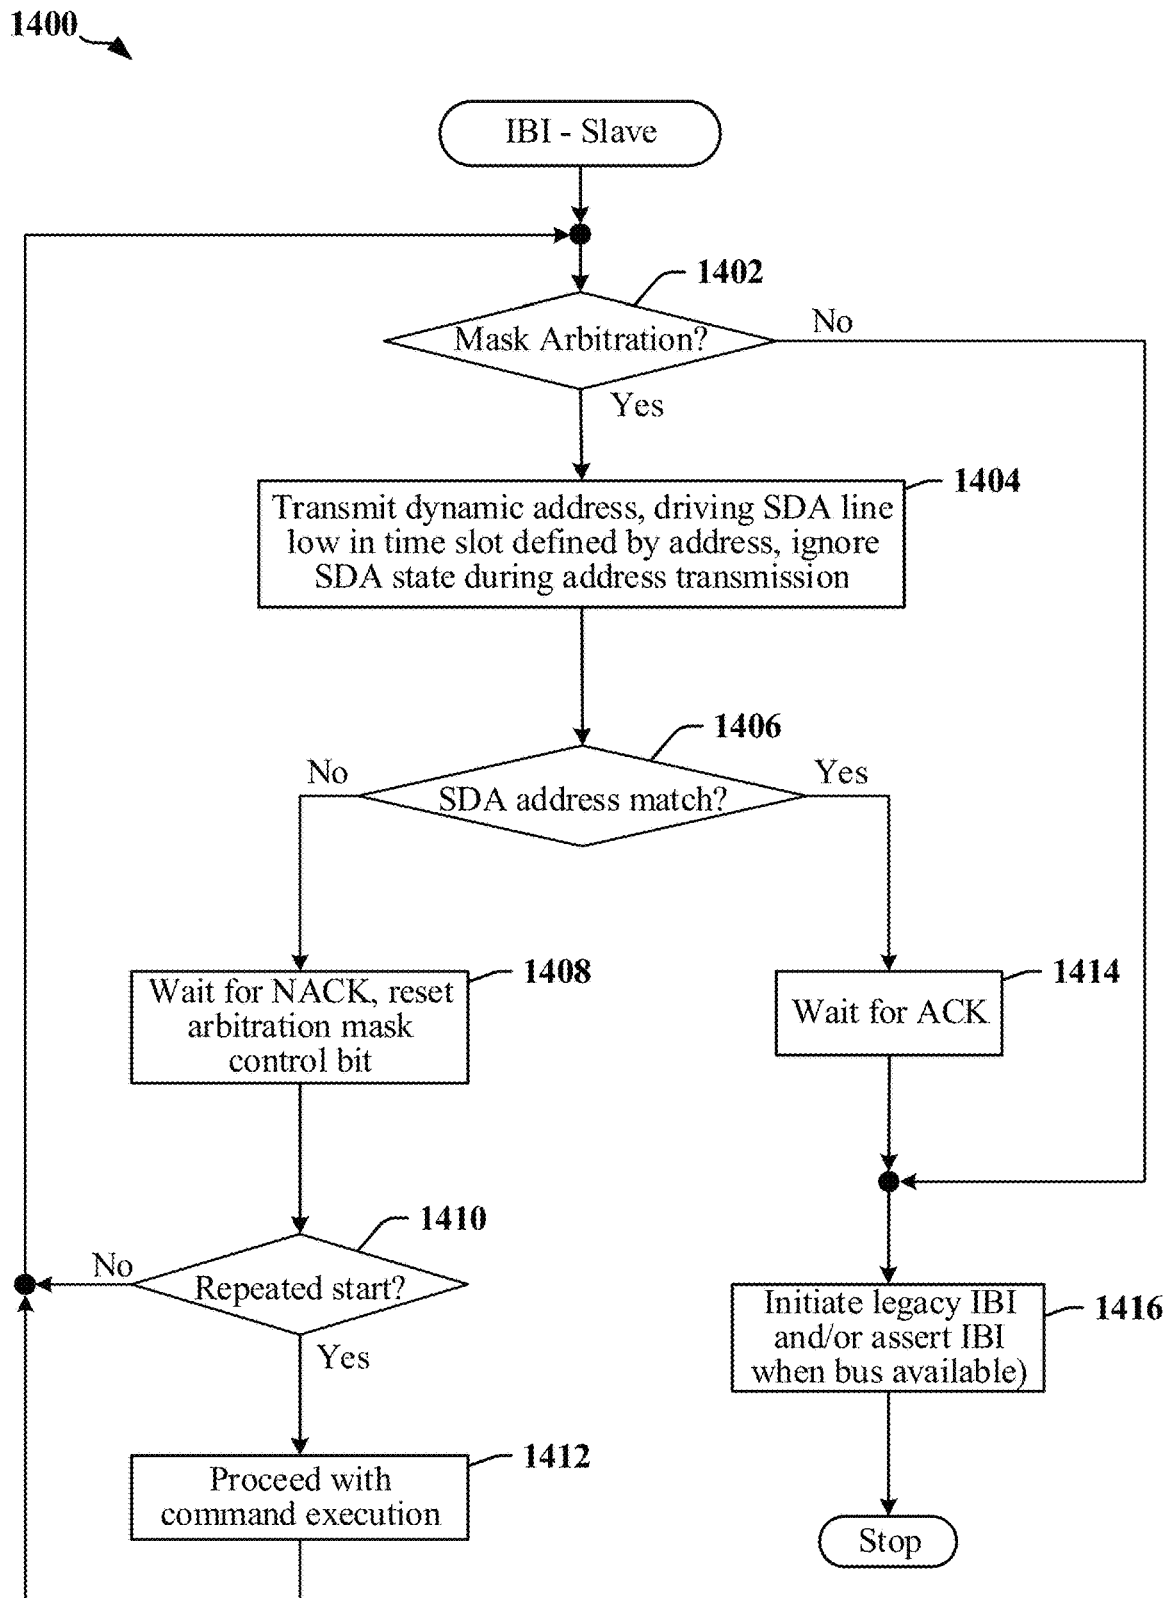 1400
IBI - Slave
1402
Mask Arbitration?
No
Yes
1404
Transmit dynamic address, driving SDA line
low in time slot defined by address, ignore
SDA state during address transmission
1406
No
Yes
SDA address match?
1408
Wait for NACK, reset
arbitration mask
control bit
1414
Wait for ACK
1410
No
Repeated start?
Yes
1416
Initiate legacy IBI
and/or assert IBI
when bus available)
1412
Proceed with
command execution
Stop